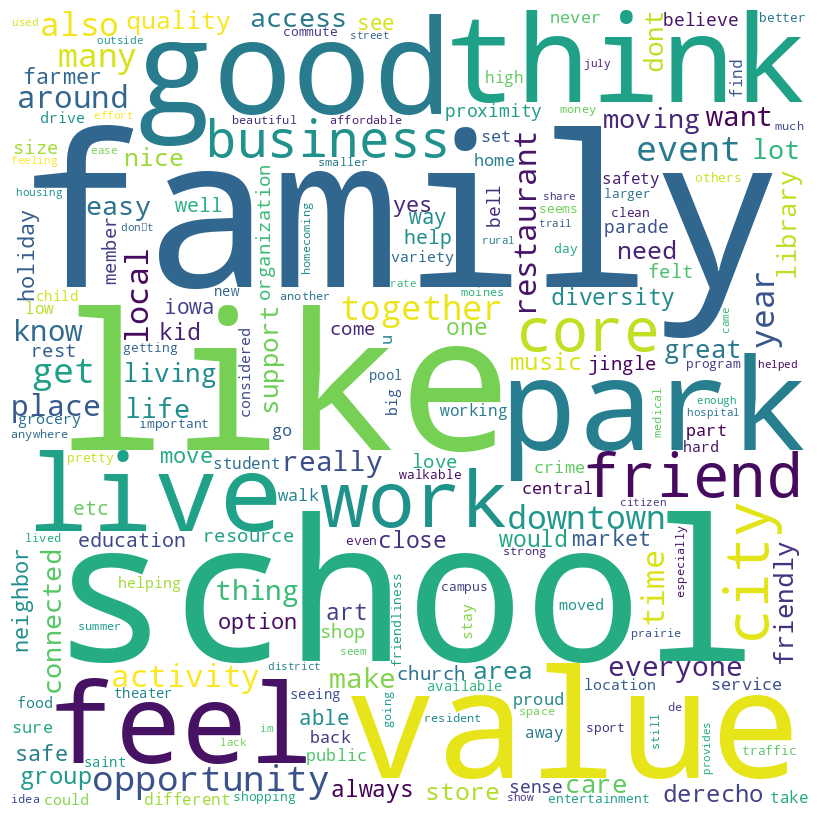 used
also
quality
access
see
never
better
commute
outside
street
many
good
think
dont
believe
farmer
around
drive
business
proximity
high
july
find
money
much
beautiful
affordable
effort
moving
want
size
feeling
ease
nice
smaller
set
home
event
lot
family
housing
easy
well
organization
yes
way
help
bell
restaurant
safety
others
share
larger
clean
seems
trail
parade
library
holiday
member
don't
homecoming
variety
rural
day
need
felt
child
low
local
new
iowa
another
rate
moines
diversity
came
year
know
kid
together
come
one
core
great
rest
getting
like
u
music
jingle
program
helped
get
living
support
considered
pool
big
park
place
life
working
medical
enough
hospital
grocery
important
go
part
hard
anywhere
pretty
move
student
really
love
walkable
crime
friend
live
walk
work
central
citizen
etc
resource
downtown
lived
education
even
close
would
market
strong
especially
city
time
neighbor
connected
school
helping
thing
friendliness
campus
stay
moved
friendly
option
art
shop
summer
prairie
seem
district
everyone
activity
seeing
make
church
area
location
service
available
food
theater
feel
able
going
proud
space
value
de
im
sure
back
resident
away
sport
still
provides
safe
saint
lack
public
traffic
group
opportunity
always
store
sense
care
derecho
take
idea
could
different
shopping
show
entertainment